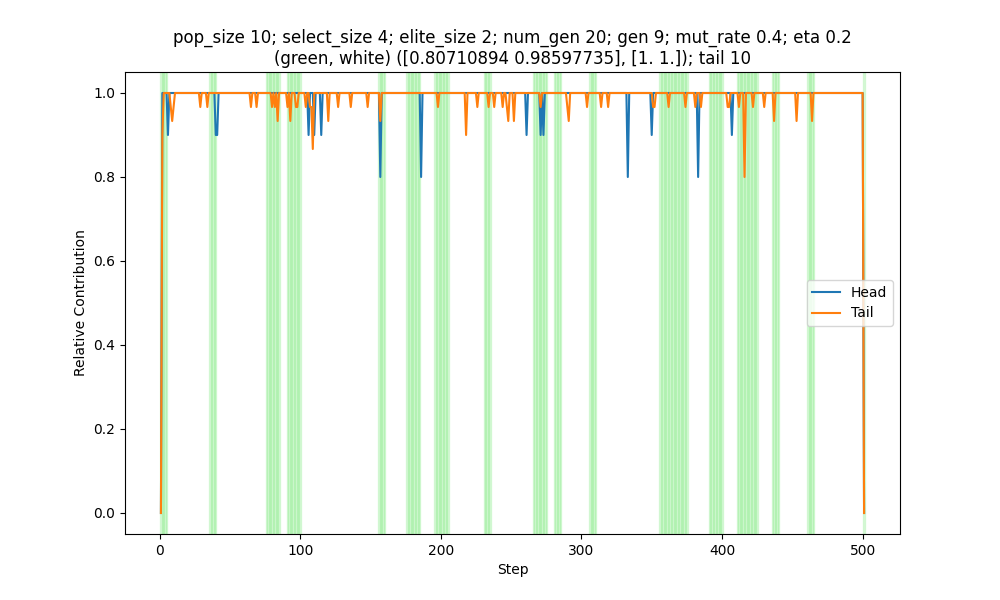 pop_size 10; select_size 4; elite_size 2; num_gen 20; gen 9; mut_rate 0.4; eta 0.2
(green, white) ([0.80710894 0.98597735], [1. 1.]); tail 10
1.0
0.8
0.6
0.4
0.2
0.0
Relative Contribution
Head
Tail
0
100
200
300
400
500
Step